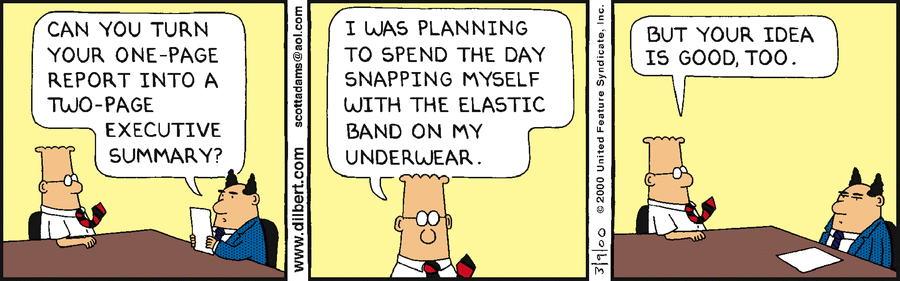 CAN YOU TURN
YOUR ONE-PAGE
REPORT INTO A
TWO-PAGE
EXECUTIVE
SUMMARY?
www.dilbert.com
scottadams@aol.com
I WAS PLANNING
TO SPEND THE DAY
SNAPPING MYSELF
WITH THE ELASTIC
BAND ON MY
UNDERWEAR.
3/9/00
© 2000 United Feature Syndicate, Inc.
BUT YOUR IDEA
IS GOOD, TOO.